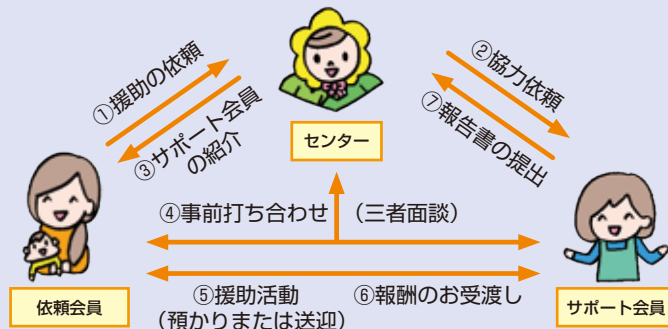 ①援助の依頼
②協力依頼
③サポート会員
の紹介
⑦報告書の提出
センター
④事前打ち合わせ （三者面談）
⑤援助活動 ⑥報酬のお受渡し
（預かりまたは送迎）
依頼会員
サポート会員